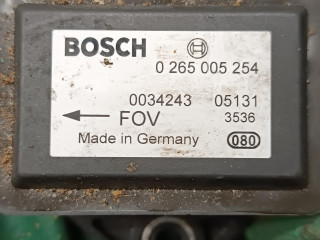 BOSCH
0 265 005 254
0034243 05131
FOV 3536
Made in Germany 080